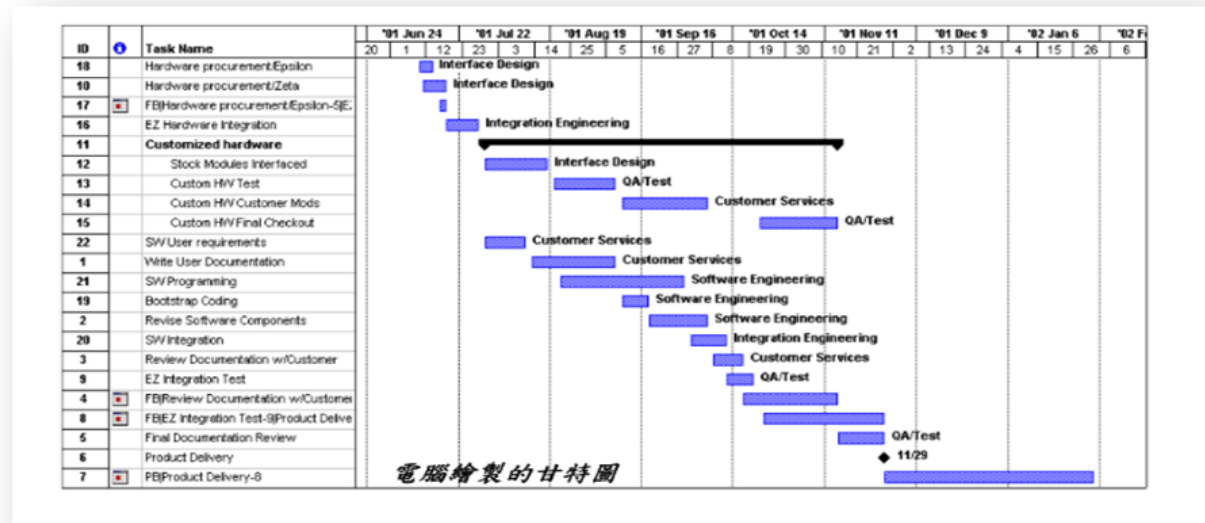 '01 Jun 24 '01 Jul 22 '01 Aug 19 '01 Sep 16 '01 Oct 14 '01 Nov 11 '01 Dec 9 '02 Jan 6 '02 F
ID Task Name 20 1 12 23 3 14 25 5 16 27 8 19 30 10 21 2 13 24 4 15 26 6
18 Hardware procurement/Epsilon Interface Design
10 Hardware procurement/Zeta Interface Design
17 FB|Hardware procurement/Epsilon-5|EZ
16 EZ Hardware Integration Integration Engineering
11 Customized hardware
12 Stock Modules Interfaced Interface Design
13 Custom HW Test QA/Test
14 Custom HW Customer Mods Customer Services
15 Custom HW Final Checkout QA/Test
22 SW User requirements Customer Services
1 Write User Documentation Customer Services
21 SW Programming Software Engineering
19 Bootstrap Coding Software Engineering
2 Revise Software Components Software Engineering
20 SW Integration Integration Engineering
3 Review Documentation w/Customer Customer Services
9 EZ Integration Test QA/Test
4 FB|Review Documentation w/Customer
8 FB|EZ Integration Test-9|Product Delive
5 Final Documentation Review QA/Test
6 Product Delivery 11/29
7 PB|Product Delivery-8
電腦繪製的甘特圖